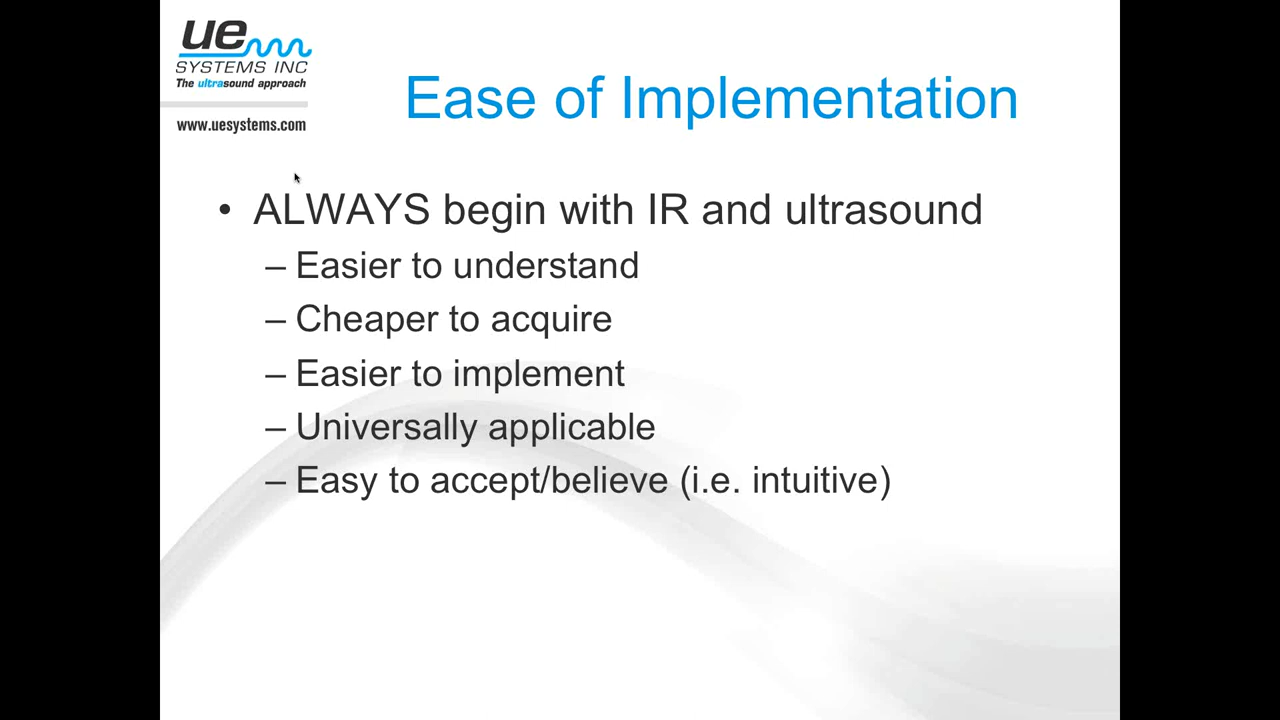 ue
SYSTEMS INC
The ultrasound approach
www.uesystems.com
Ease of Implementation
• ALWAYS begin with IR and ultrasound
– Easier to understand
– Cheaper to acquire
– Easier to implement
– Universally applicable
– Easy to accept/believe (i.e. intuitive)